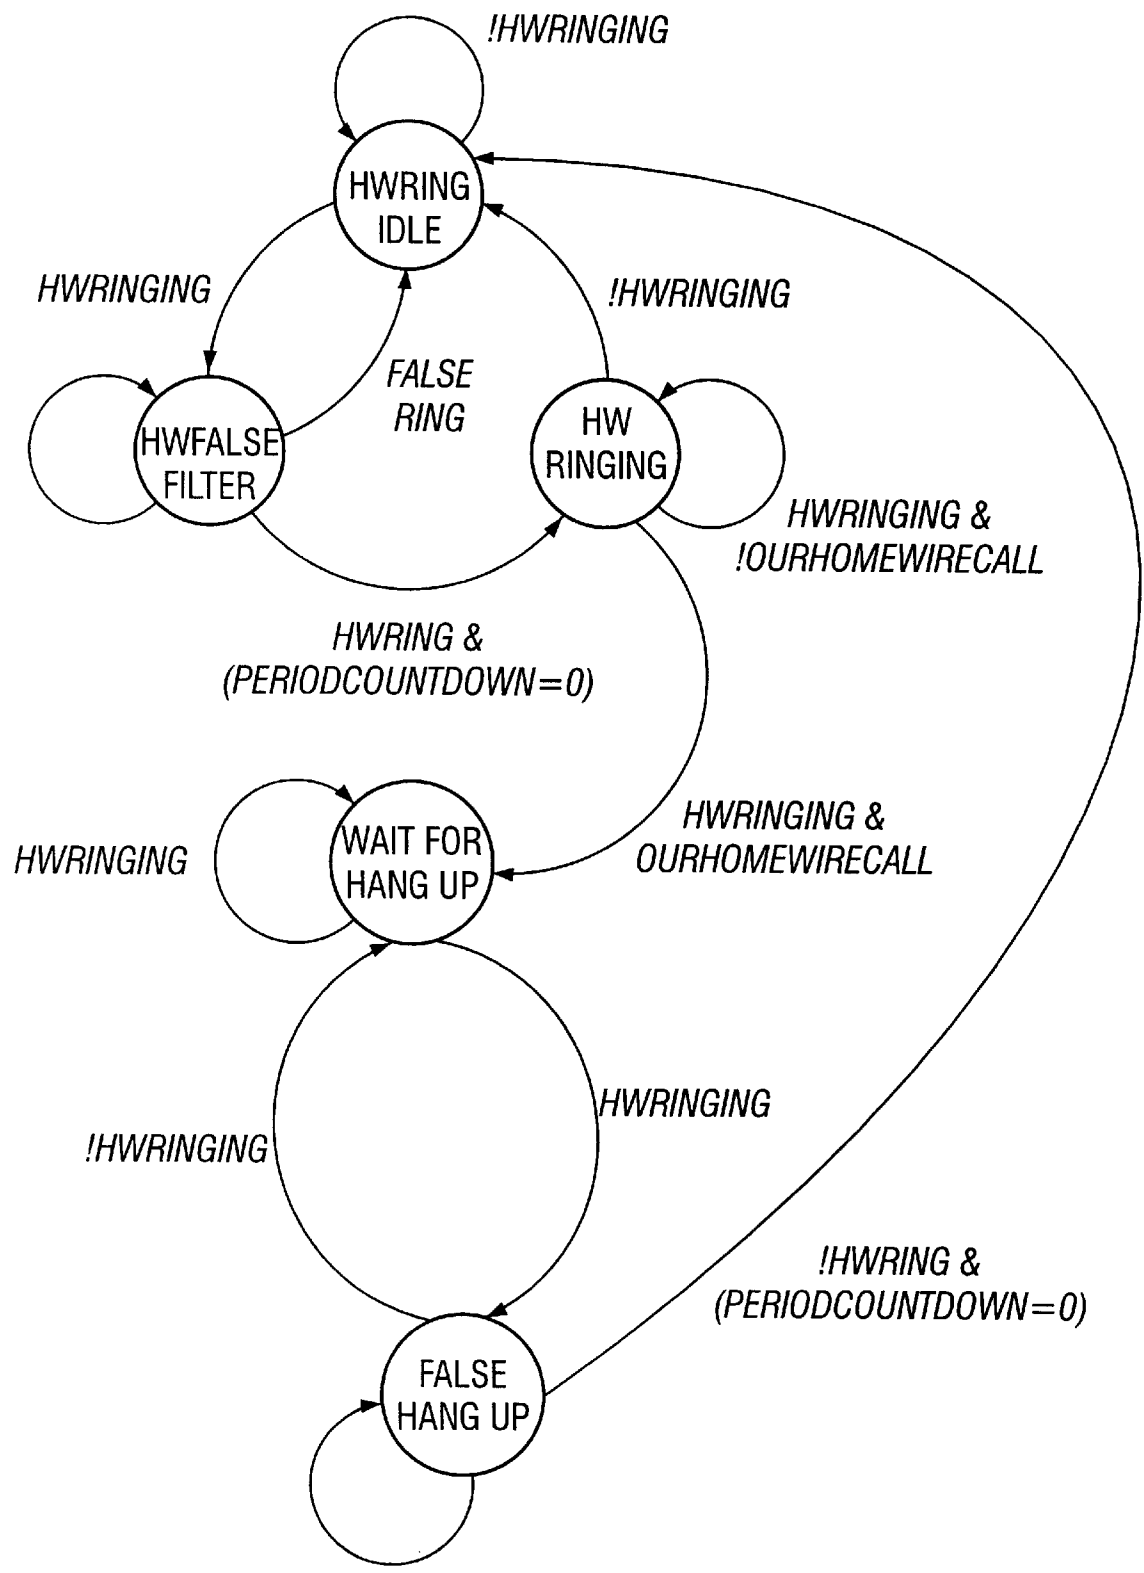 !HWRINGING
HWRING
IDLE
HWRINGING
!HWRINGING
FALSE
RING
HWFALSE
FILTER
HW
RINGING
HWRINGING &
!OURHOMEWIRECALL
HWRING &
(PERIODCOUNTDOWN=0)
HWRINGING &
OURHOMEWIRECALL
WAIT FOR
HANG UP
HWRINGING
HWRINGING
!HWRINGING
!HWRING &
(PERIODCOUNTDOWN=0)
FALSE
HANG UP